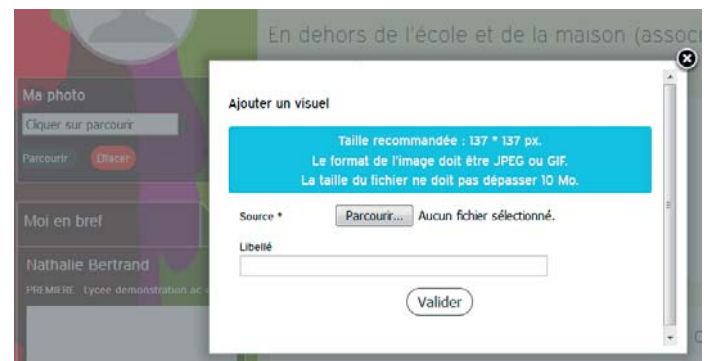 En dehors de l'école et de la maison (associ
Ma photo
Cliquer sur parcourir
Parcourir
Effacer
Moi en bref
Nathalie Bertrand
PREMIERE Lycee demonstration ac
Ajouter un visuel
Taille recommandée : 137 * 137 px.
Le format de l'image doit être JPEG ou GIF.
La taille du fichier ne doit pas dépasser 10 Mo.
Source * Parcourir... Aucun fichier sélectionné.
Libellé
Valider